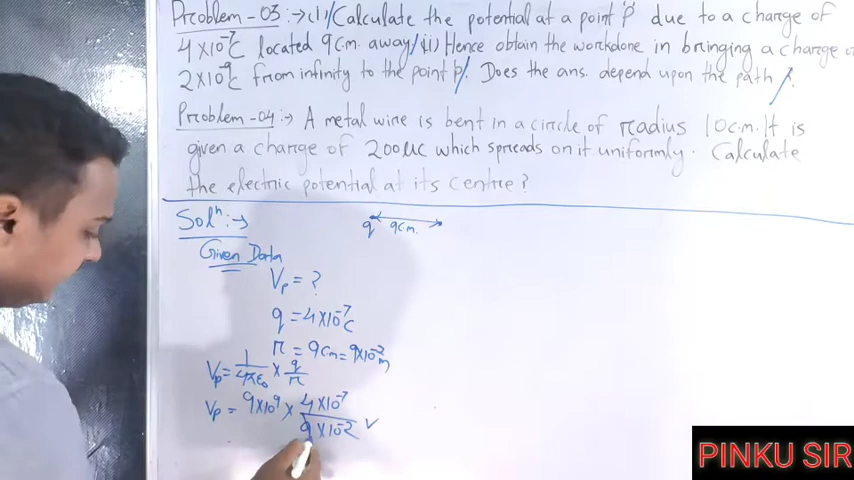 Problem-03 :→ (i) Calculate the potential at a point P due to a charge of
4×10⁻⁷C located 9cm. away/(ii) Hence obtain the workdone in bringing a charge of
2×10⁻⁹C from infinity to the point P/. Does the ans. depend upon the path/.
Problem-04 :→ A metal wire is bent in a circle of radius 10c.m. It is
given a charge of 200μC which spreads on it uniformly. Calculate
the electric potential at its centre?
Solⁿ:→
q 9cm.
Given Data
Vp = ?
q = 4×10⁻⁷C
r = 9cm = 9×10⁻²m
Vp = 1/4πε₀ × q/r
Vp = 9×10⁹ × 4×10⁻⁷/9×10⁻² V
PINKU SIR